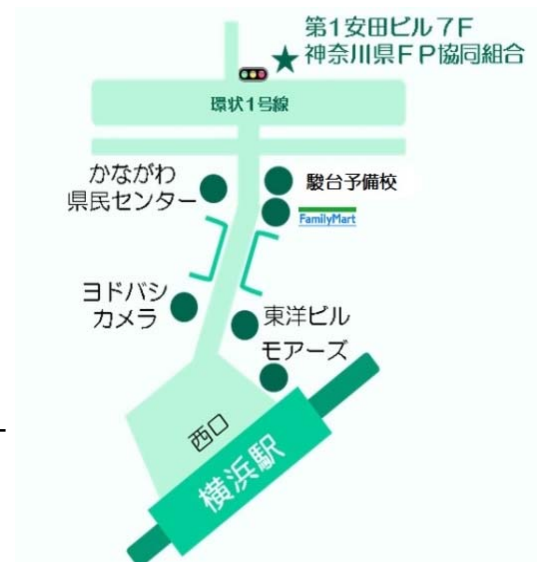 第1安田ビル7F
神奈川県FP協同組合
環状1号線
かながわ
県民センター
駿台予備校
FamilyMart
ヨドバシ
カメラ
東洋ビル
モアーズ
西口
横浜駅